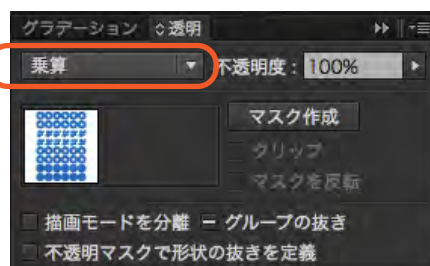 グラデーション 透明
乗算 不透明度 : 100%
マスク作成
クリップ
マスクを反転
描画モードを分離 グループの抜き
不透明マスクで形状の抜きを定義